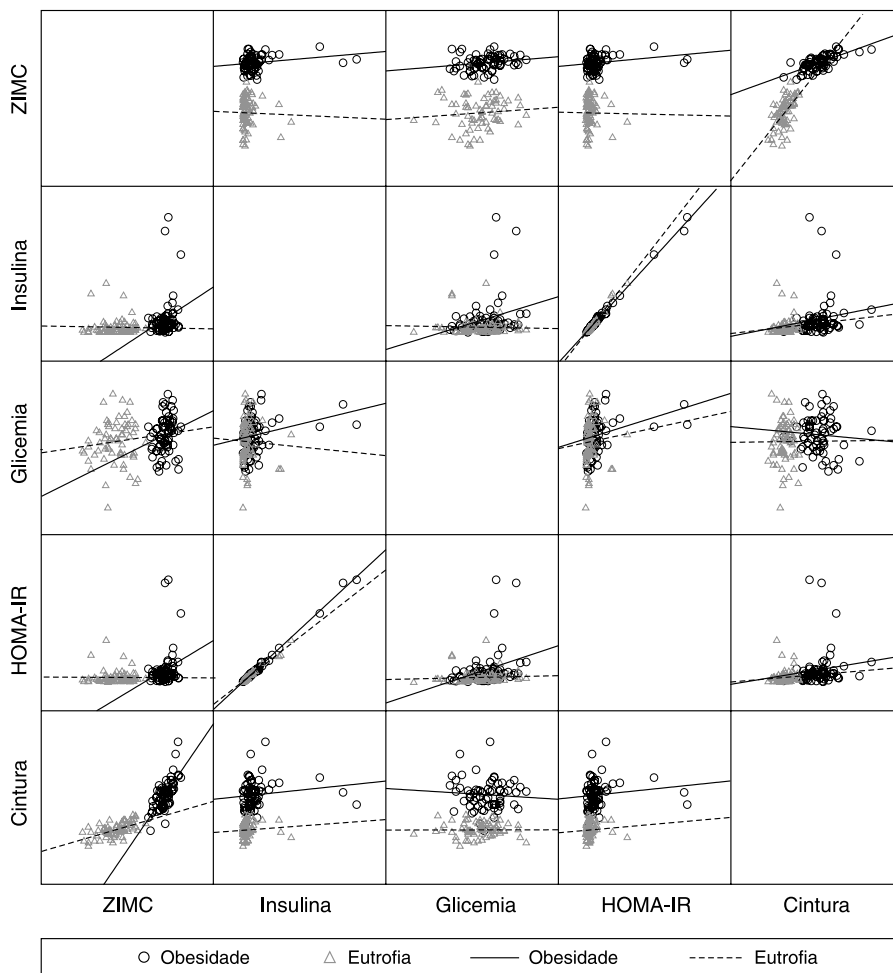 ZIMC
Insulina
Glicemia
HOMA-IR
Cintura
ZIMC Insulina Glicemia HOMA-IR Cintura
Obesidade Eutrofia Obesidade Eutrofia